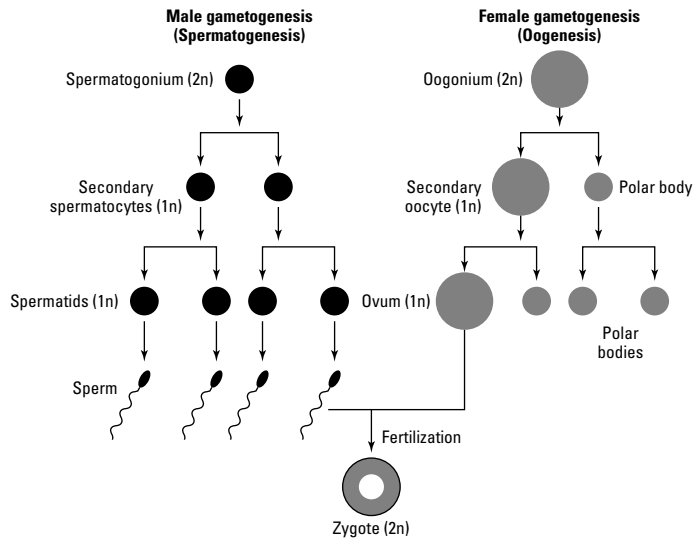 Male gametogenesis
(Spermatogenesis)
Female gametogenesis
(Oogenesis)
Spermatogonium (2n)
Oogonium (2n)
Secondary
spermatocytes (1n)
Secondary
oocyte (1n)
Polar body
Spermatids (1n)
Ovum (1n)
Polar
bodies
Sperm
Fertilization
Zygote (2n)